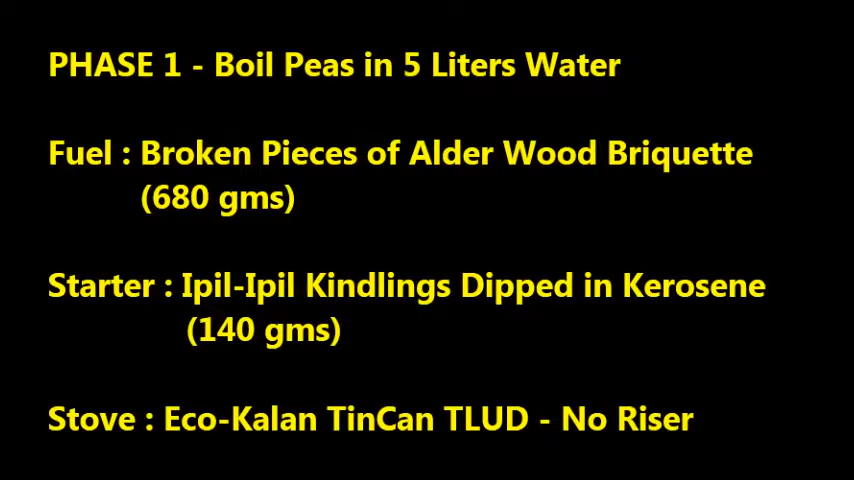 PHASE 1 - Boil Peas in 5 Liters Water
Fuel : Broken Pieces of Alder Wood Briquette
(680 gms)
Starter : Ipil-Ipil Kindlings Dipped in Kerosene
(140 gms)
Stove : Eco-Kalan TinCan TLUD - No Riser